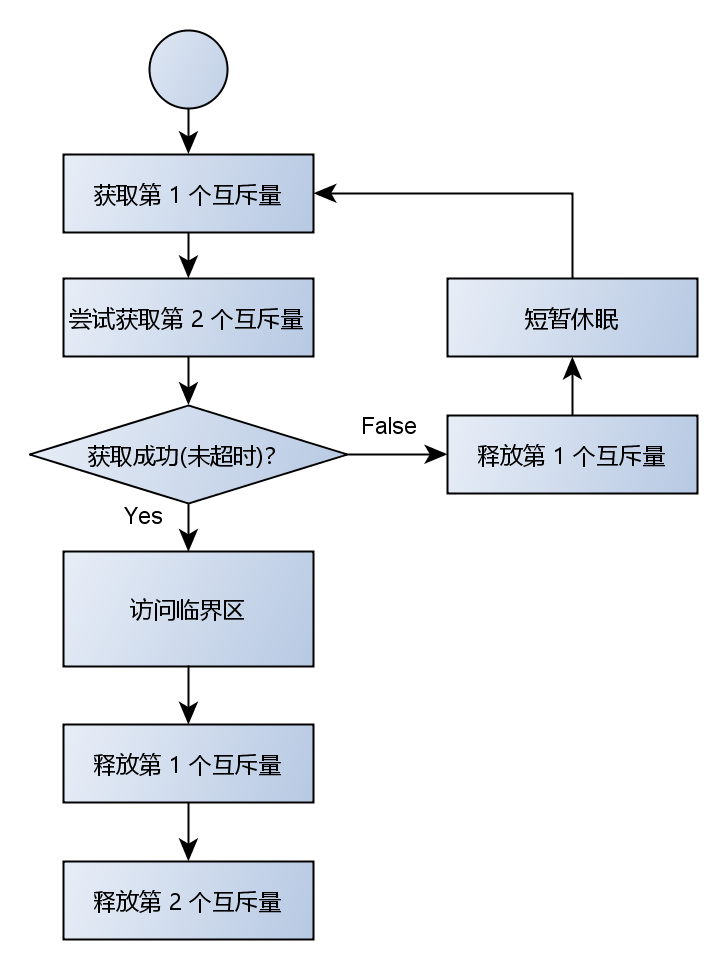 获取第 1 个互斥量
尝试获取第 2 个互斥量
短暂休眠
获取成功(未超时)?
False
释放第 1 个互斥量
Yes
访问临界区
释放第 1 个互斥量
释放第 2 个互斥量